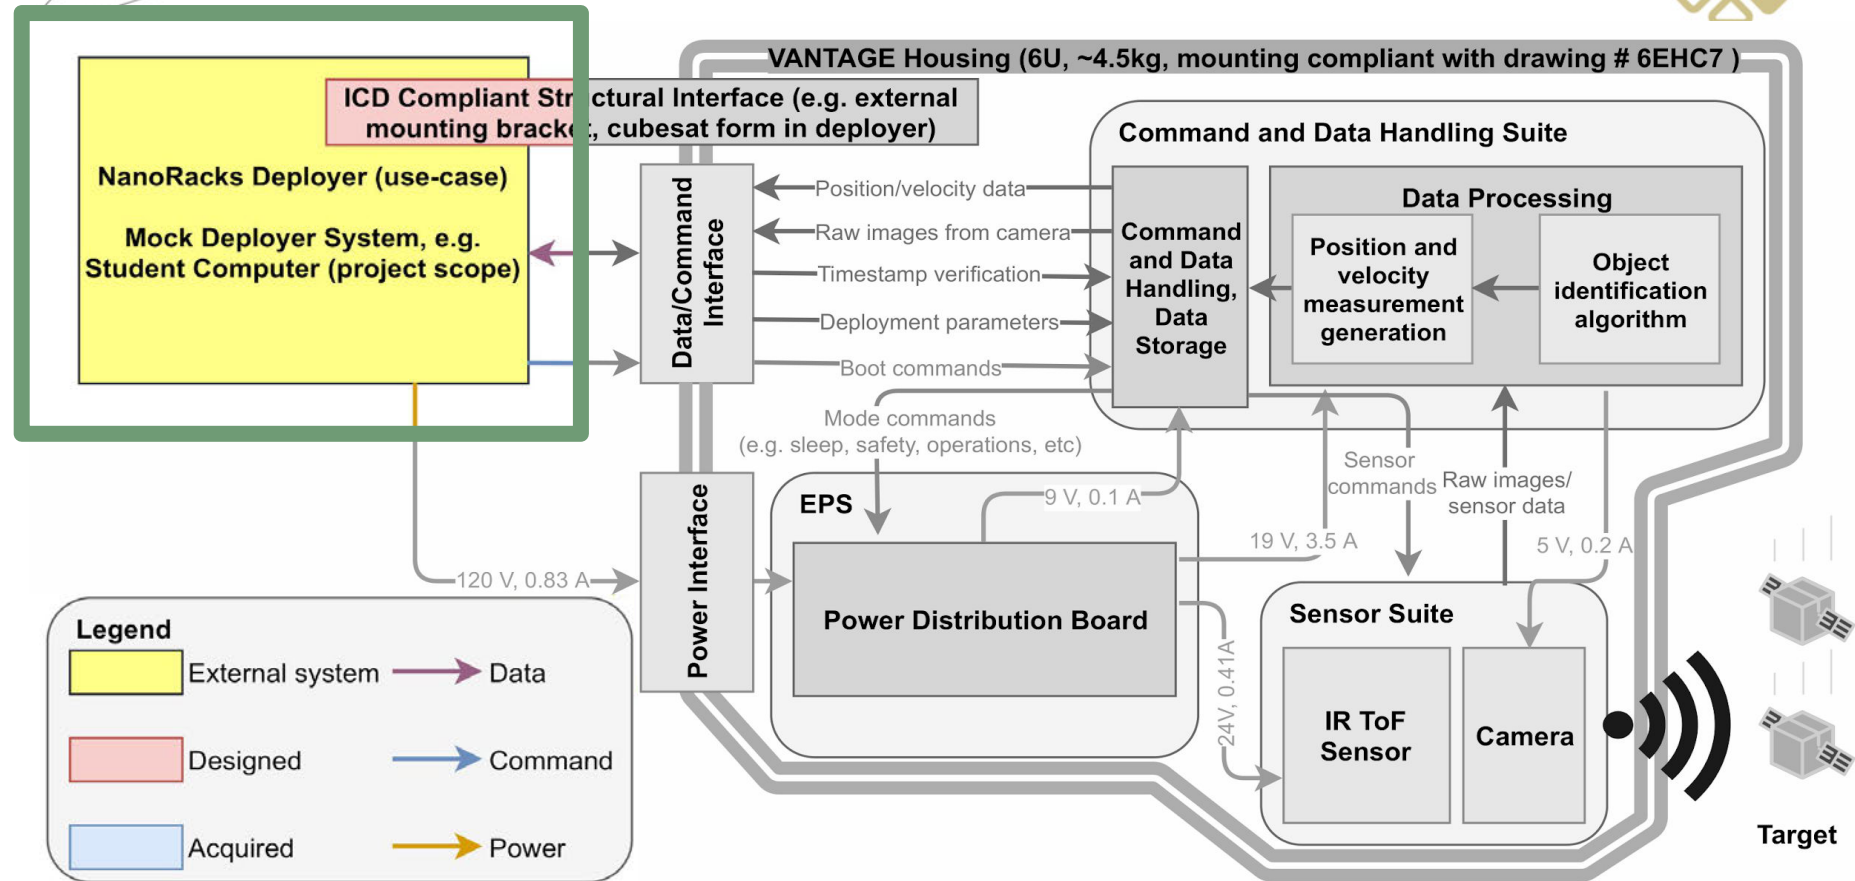 VANTAGE Housing (6U, ~4.5kg, mounting compliant with drawing # 6EHC7 )
ICD Compliant Structural Interface (e.g. external
mounting bracket, cubesat form in deployer)
NanoRacks Deployer (use-case)
Mock Deployer System, e.g.
Student Computer (project scope)
Data/Command
Interface
Position/velocity data
Raw images from camera
Timestamp verification
Deployment parameters
Boot commands
Mode commands
(e.g. sleep, safety, operations, etc)
Command and Data Handling Suite
Command
and Data
Handling,
Data
Storage
Data Processing
Position and
velocity
measurement
generation
Object
identification
algorithm
Sensor
commands
Raw images/
sensor data
5 V, 0.2 A
19 V, 3.5 A
9 V, 0.1 A
EPS
Power Distribution Board
Power Interface
120 V, 0.83 A
24V, 0.41A
Sensor Suite
IR ToF
Sensor
Camera
Target
Legend
External system
Data
Designed
Command
Acquired
Power